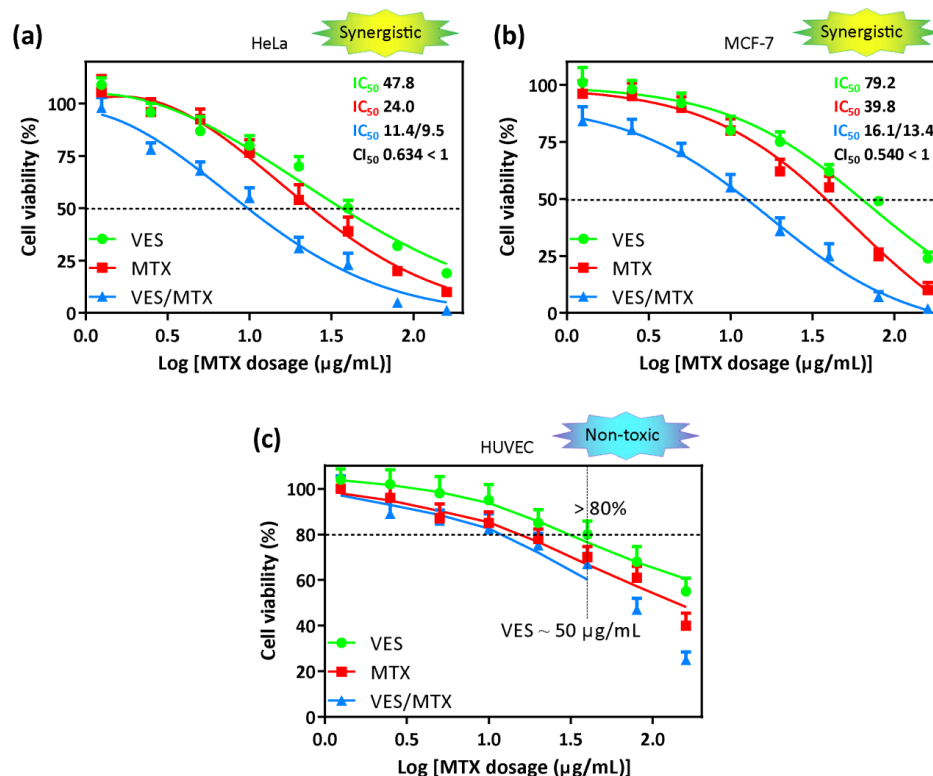 (a)
HeLa
Synergistic
IC50 47.8
IC50 24.0
IC50 11.4/9.5
CI50 0.634 < 1
100
75
50
25
0
Cell viability (%)
VES
MTX
VES/MTX
0.0 0.5 1.0 1.5 2.0
Log [MTX dosage (µg/mL)]
(b)
MCF-7
Synergistic
IC50 79.2
IC50 39.8
IC50 16.1/13.4
CI50 0.540 < 1
100
75
50
25
0
Cell viability (%)
VES
MTX
VES/MTX
0.0 0.5 1.0 1.5 2.0
Log [MTX dosage (µg/mL)]
(c)
HUVEC
Non-toxic
> 80%
VES ~ 50 µg/mL
100
80
60
40
20
0
Cell viability (%)
VES
MTX
VES/MTX
0.0 0.5 1.0 1.5 2.0
Log [MTX dosage (µg/mL)]